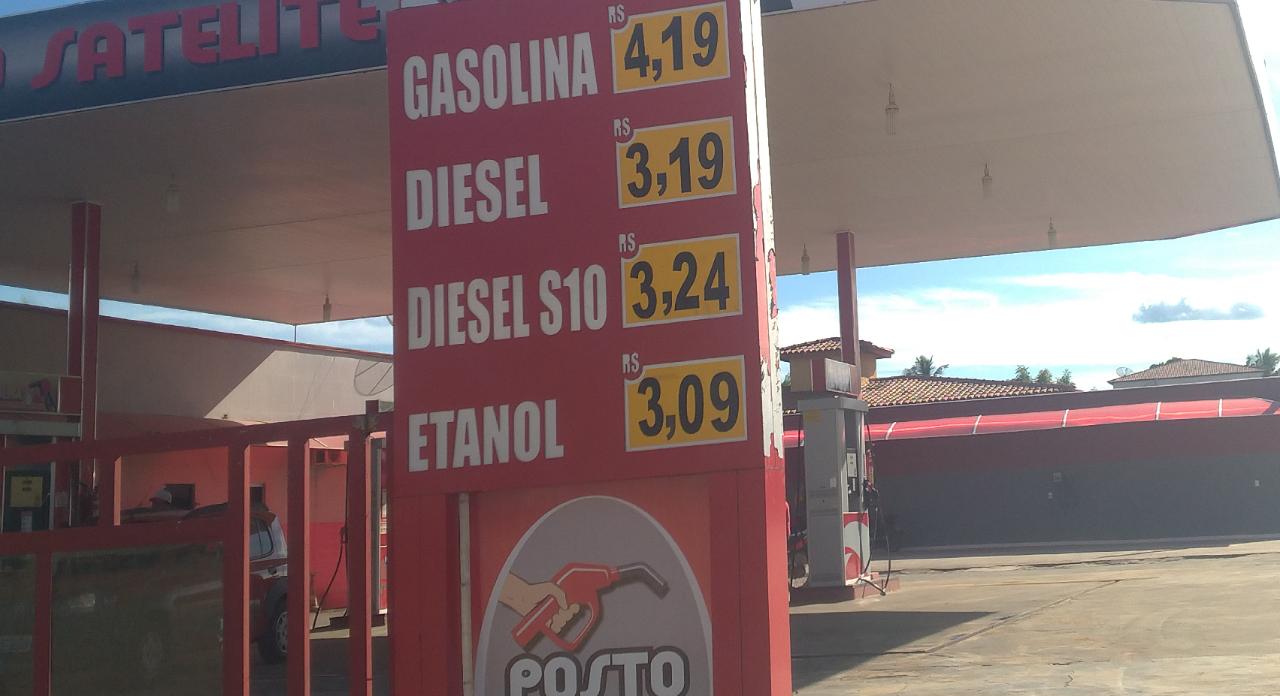 SATELITE
GASOLINA R$ 4,19
DIESEL R$ 3,19
DIESEL S10 R$ 3,24
ETANOL R$ 3,09
POSTO